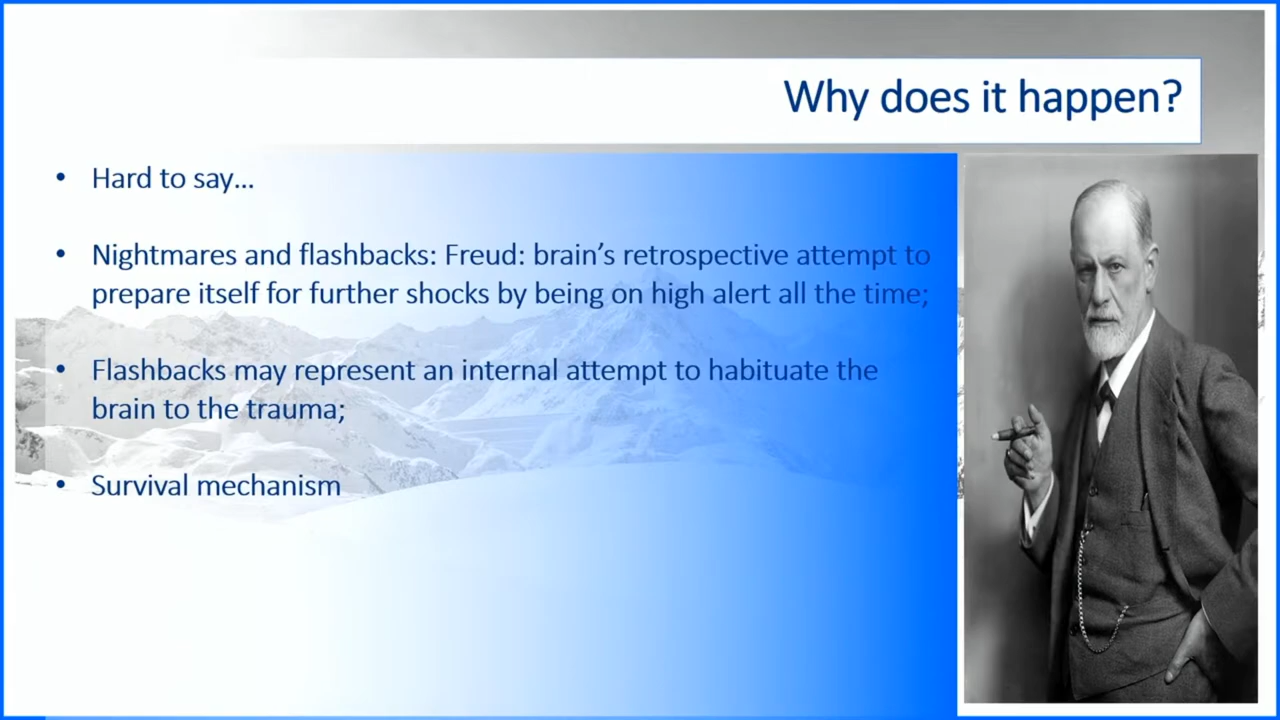 Why does it happen?
• Hard to say...
• Nightmares and flashbacks: Freud: brain’s retrospective attempt to
prepare itself for further shocks by being on high alert all the time;
• Flashbacks may represent an internal attempt to habituate the
brain to the trauma;
• Survival mechanism